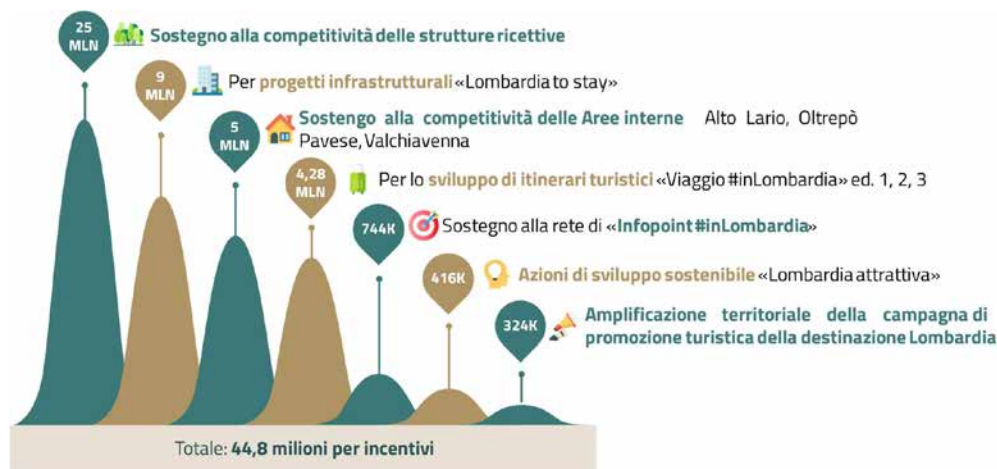 25
MLN
Sostegno alla competitività delle strutture ricettive
9
MLN
Per progetti infrastrutturali «Lombardia to stay»
5
MLN
Sostengo alla competitività delle Aree interne Alto Lario, Oltrepò
Pavese, Valchiavenna
4,28
MLN
Per lo sviluppo di itinerari turistici «Viaggio #inLombardia» ed. 1, 2, 3
744K
Sostegno alla rete di «Infopoint #inLombardia»
416K
Azioni di sviluppo sostenibile «Lombardia attrattiva»
324K
Amplificazione territoriale della campagna di
promozione turistica della destinazione Lombardia
Totale: 44,8 milioni per incentivi